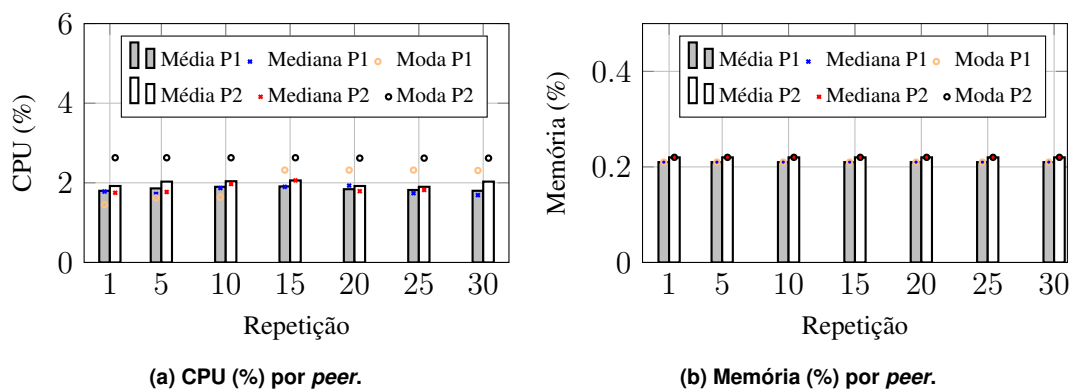 6
4
2
0
CPU (%)
Média P1 Mediana P1 Moda P1
Média P2 Mediana P2 Moda P2
1 5 10 15 20 25 30
Repetição
(a) CPU (%) por peer.
0.4
0.2
0
Memória (%)
Média P1 Mediana P1 Moda P1
Média P2 Mediana P2 Moda P2
1 5 10 15 20 25 30
Repetição
(b) Memória (%) por peer.